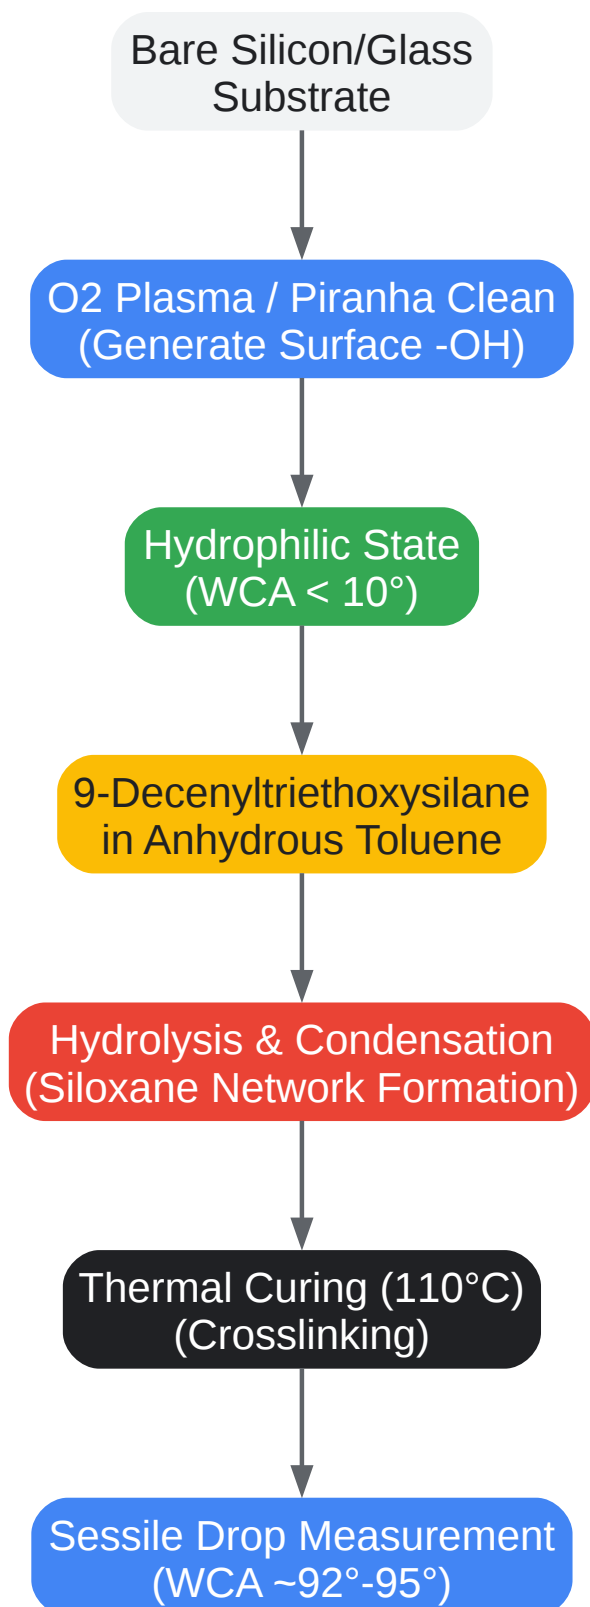 Bare Silicon/Glass
Substrate
O2 Plasma / Piranha Clean
(Generate Surface -OH)
Hydrophilic State
(WCA < 10°)
9-Decenyltriethoxysilane
in Anhydrous Toluene
Hydrolysis & Condensation
(Siloxane Network Formation)
Thermal Curing (110°C)
(Crosslinking)
Sessile Drop Measurement
(WCA ~92°-95°)